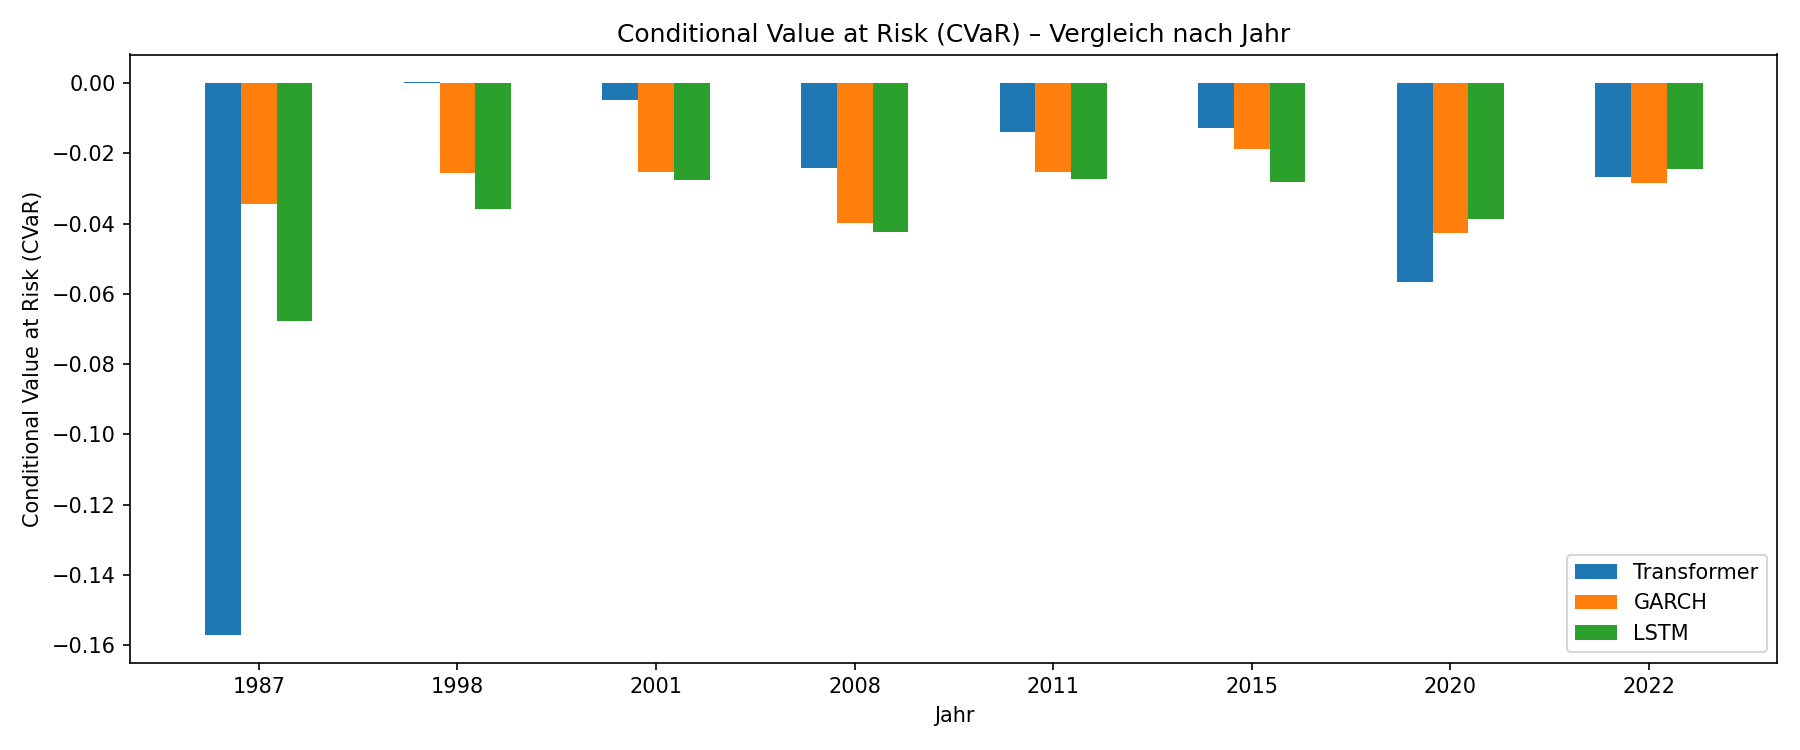 Conditional Value at Risk (CVaR) – Vergleich nach Jahr
Conditional Value at Risk (CVaR)
0.00
−0.02
−0.04
−0.06
−0.08
−0.10
−0.12
−0.14
−0.16
Transformer
GARCH
LSTM
1987 1998 2001 2008 2011 2015 2020 2022
Jahr